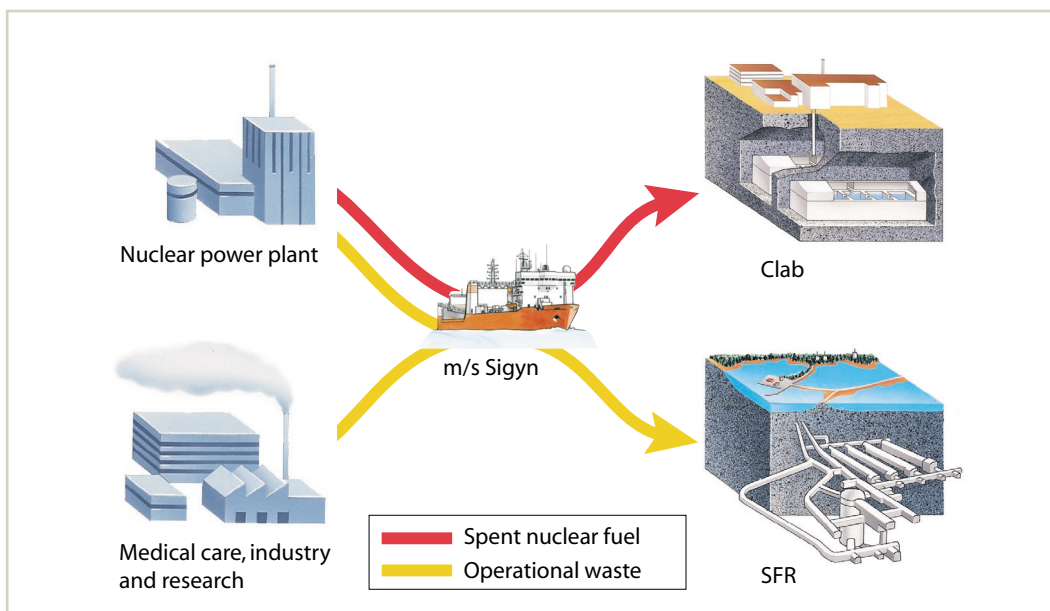 Nuclear power plant
Clab
m/s Sigyn
Medical care, industry
and research
Spent nuclear fuel
Operational waste
SFR